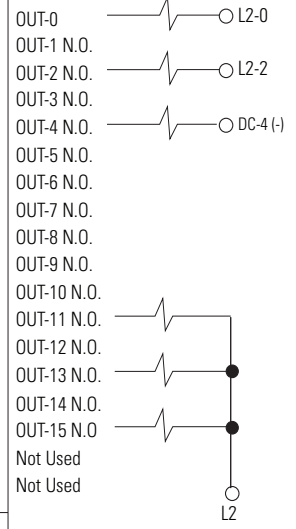 OUT-0 L2-0
OUT-1 N.O.
OUT-2 N.O. L2-2
OUT-3 N.O.
OUT-4 N.O. DC-4 (-)
OUT-5 N.O.
OUT-6 N.O.
OUT-7 N.O.
OUT-8 N.O.
OUT-9 N.O.
OUT-10 N.O.
OUT-11 N.O.
OUT-12 N.O.
OUT-13 N.O.
OUT-14 N.O.
OUT-15 N.O
Not Used
Not Used
L2